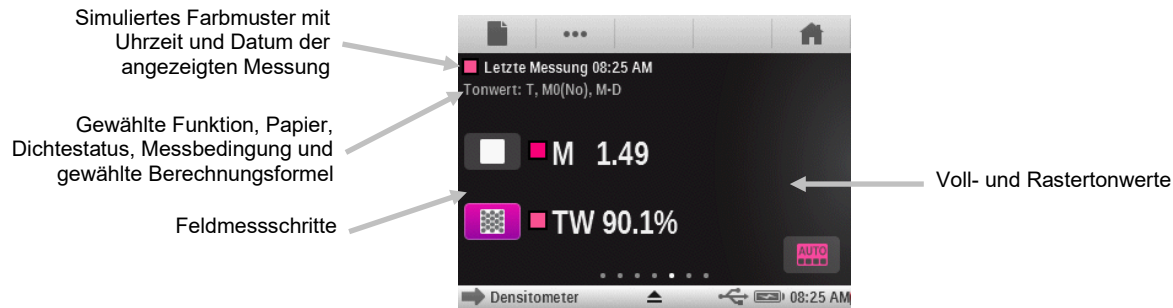 Simuliertes Farbmuster mit
Uhrzeit und Datum der
angezeigten Messung
Gewählte Funktion, Papier,
Dichtestatus, Messbedingung und
gewählte Berechnungsformel
Feldmessschritte
Letzte Messung 08:25 AM
Tonwert: T, M0(No), M-D
M 1.49
TW 90.1%
AUTO
Densitometer
08:25 AM
Voll- und Rastertonwerte